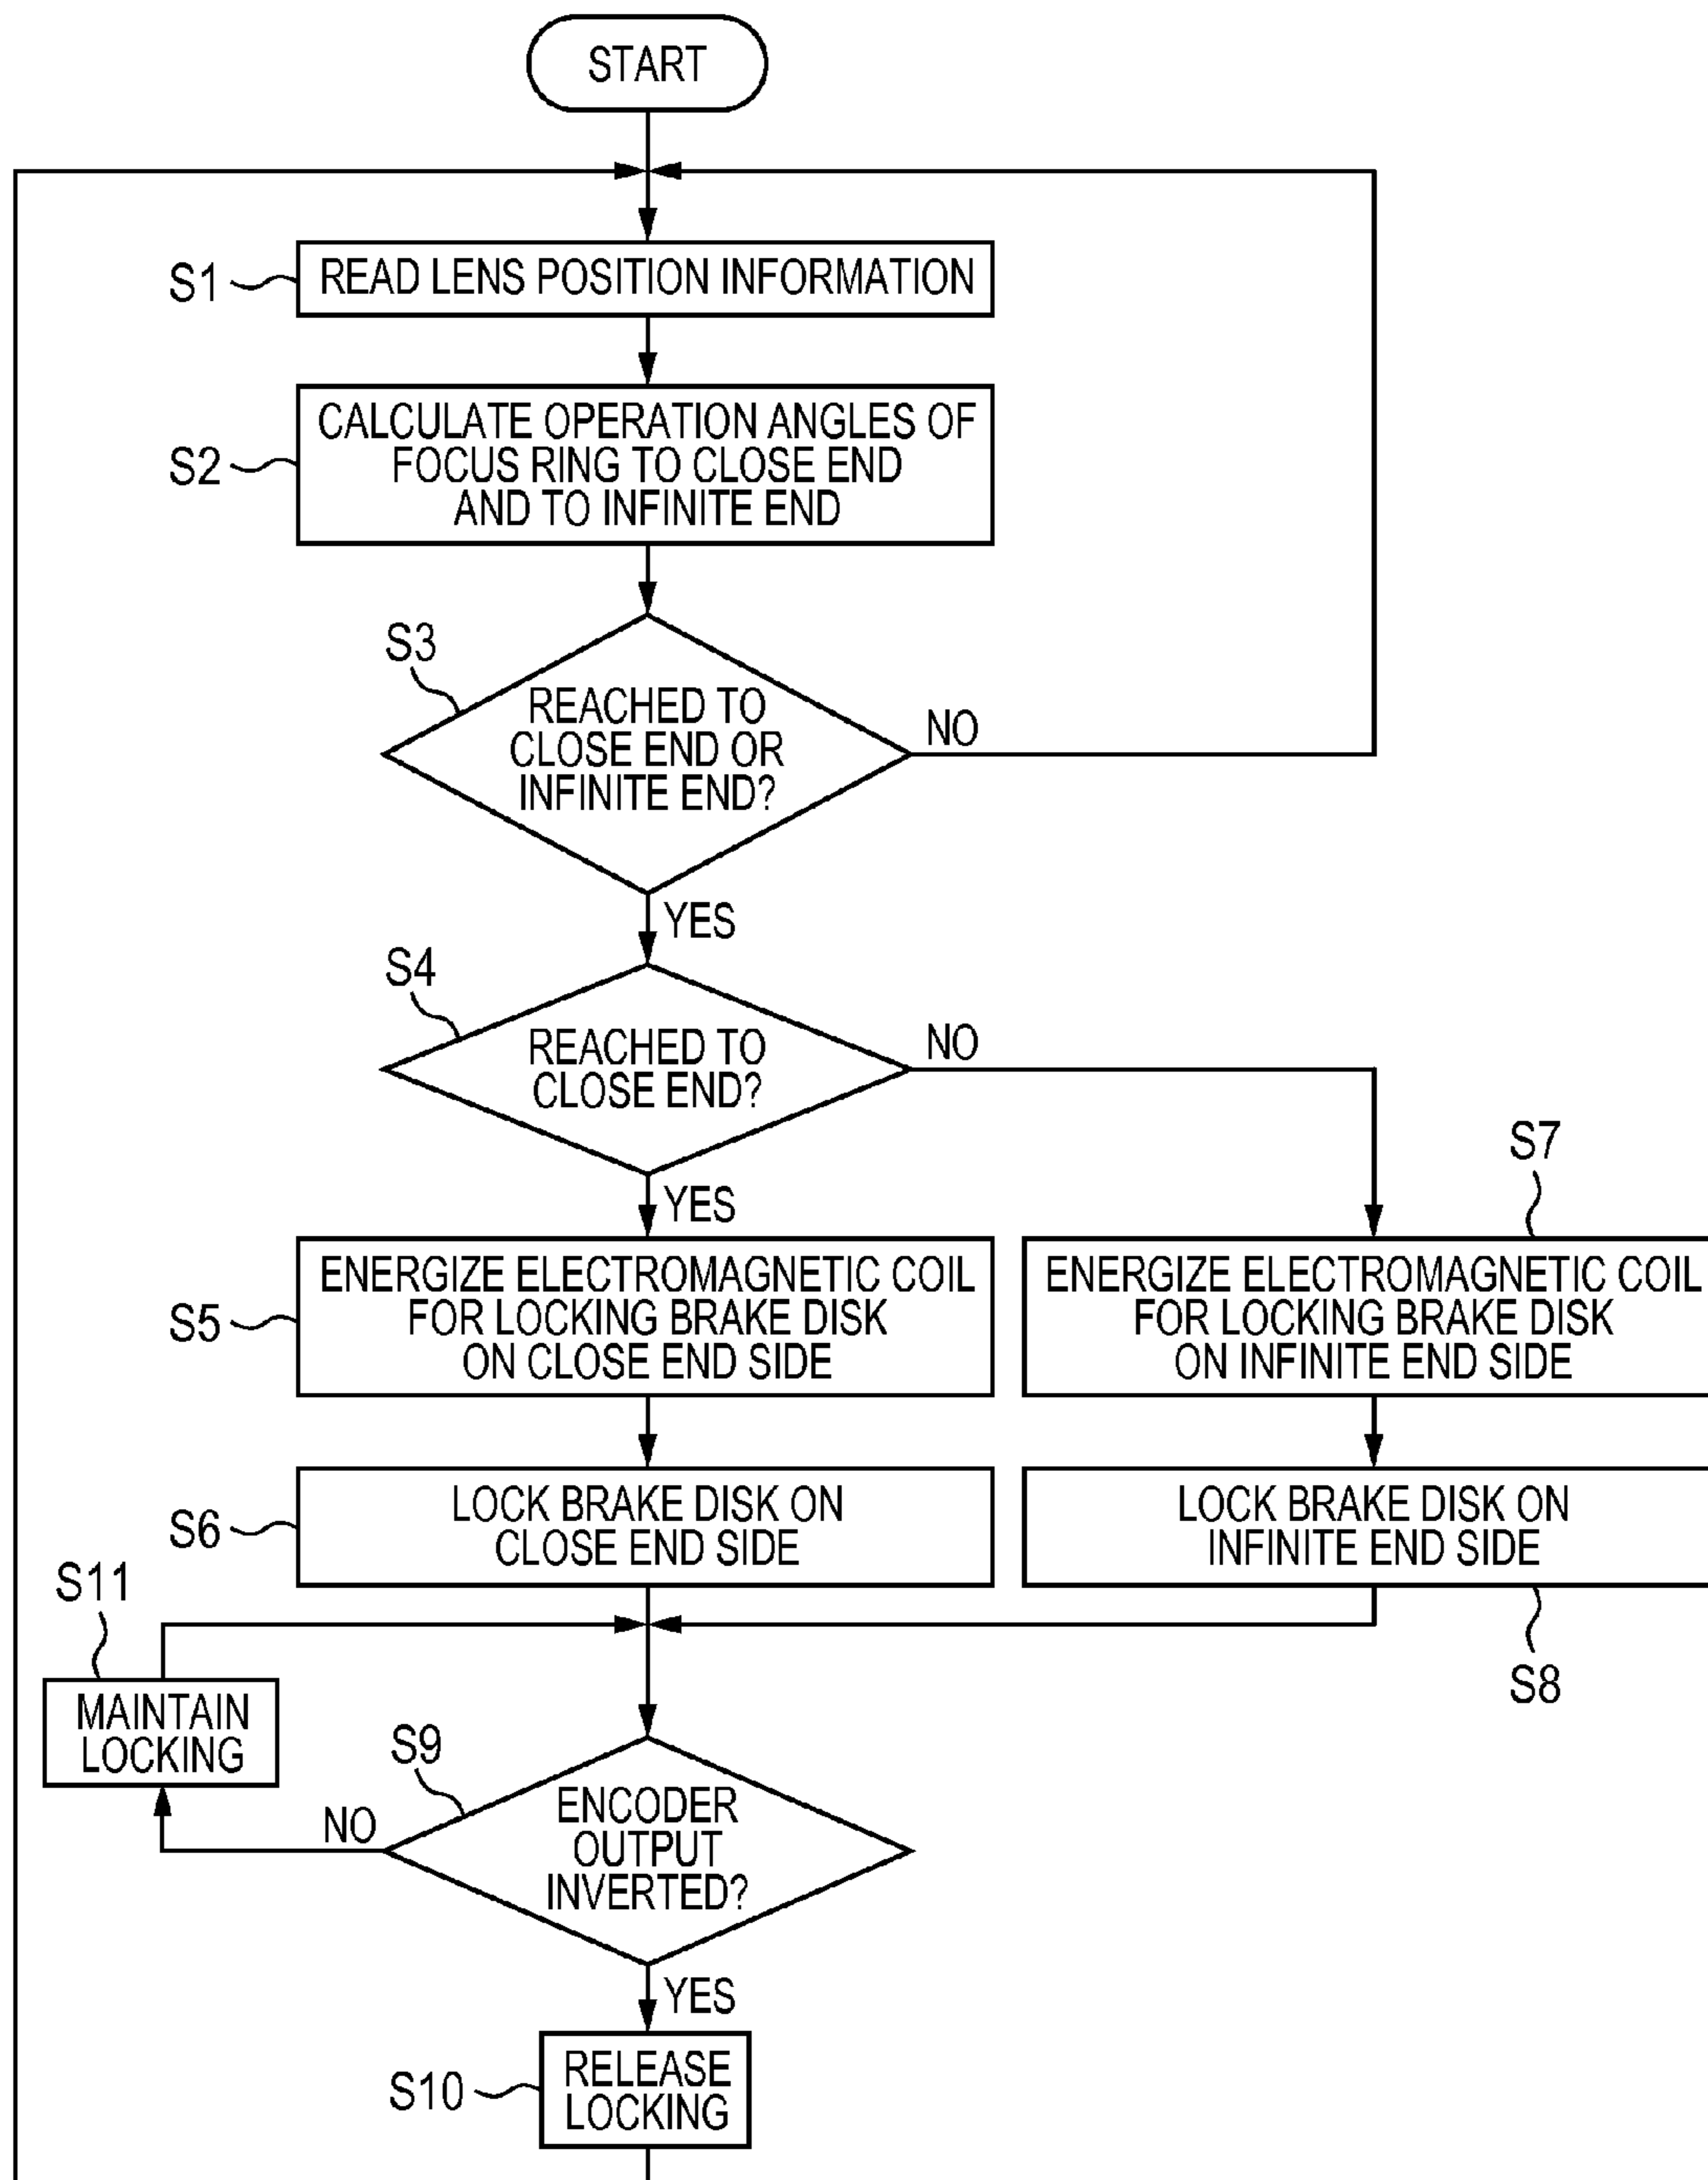 START
S1
READ LENS POSITION INFORMATION
S2
CALCULATE OPERATION ANGLES OF
FOCUS RING TO CLOSE END
AND TO INFINITE END
S3
REACHED TO
CLOSE END OR
INFINITE END?
NO
YES
S4
REACHED TO
CLOSE END?
NO
YES
S5
ENERGIZE ELECTROMAGNETIC COIL
FOR LOCKING BRAKE DISK
ON CLOSE END SIDE
S7
ENERGIZE ELECTROMAGNETIC COIL
FOR LOCKING BRAKE DISK
ON INFINITE END SIDE
S6
LOCK BRAKE DISK ON
CLOSE END SIDE
LOCK BRAKE DISK ON
INFINITE END SIDE
S8
S11
MAINTAIN
LOCKING
S9
ENCODER
OUTPUT
INVERTED?
NO
YES
S10
RELEASE
LOCKING